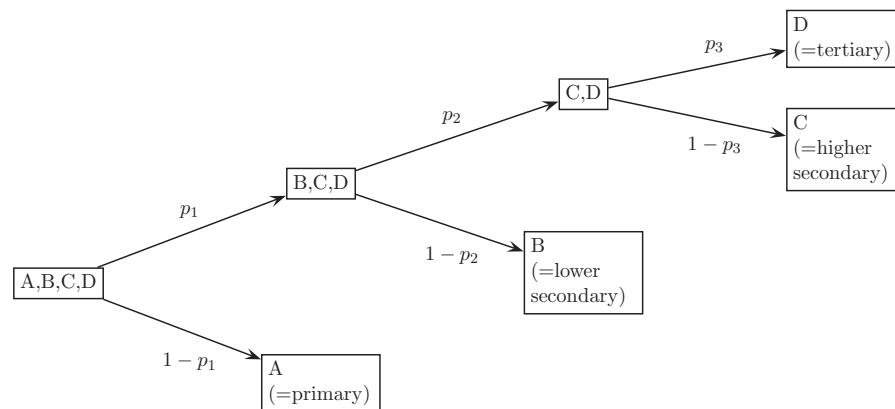 D
(=tertiary)
p₃
C,D
C
(=higher
secondary)
1 − p₃
p₂
B,C,D
B
(=lower
secondary)
1 − p₂
p₁
A,B,C,D
1 − p₁
A
(=primary)